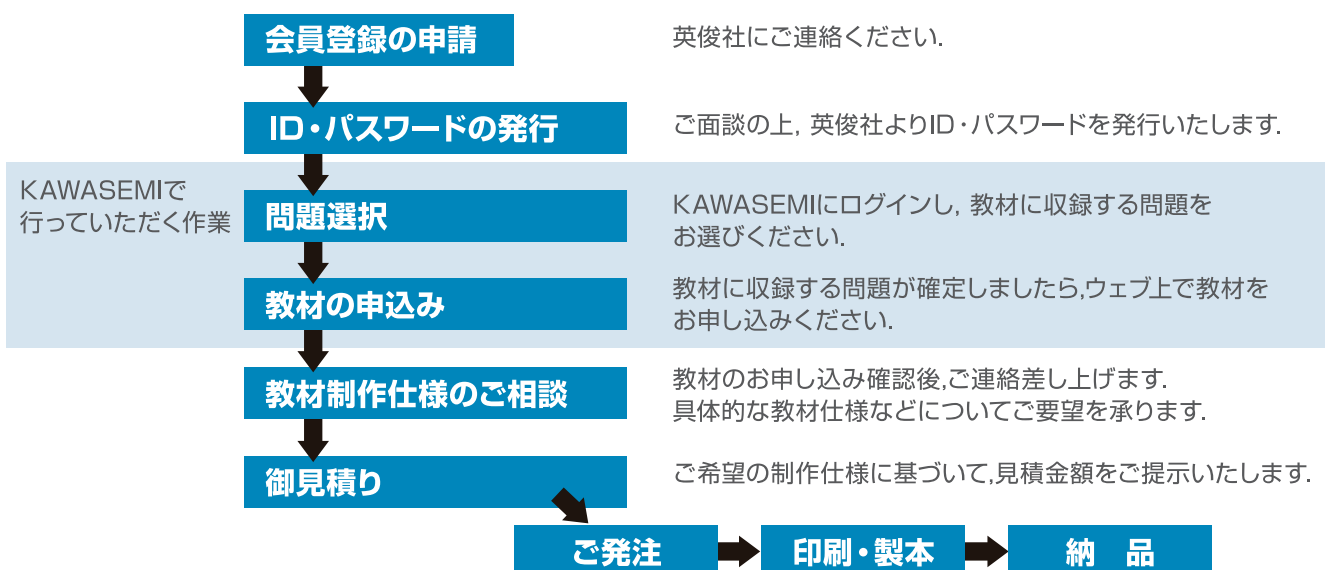 会員登録の申請
英俊社にご連絡ください.
ID・パスワードの発行
ご面談の上, 英俊社よりID・パスワードを発行いたします.
KAWASEMIで
行っていただく作業
問題選択
KAWASEMIにログインし, 教材に収録する問題を
お選びください.
教材の申込み
教材に収録する問題が確定しましたら,ウェブ上で教材を
お申し込みください.
教材制作仕様のご相談
教材のお申し込み確認後,ご連絡差し上げます.
具体的な教材仕様などについてご要望を承ります.
御見積り
ご希望の制作仕様に基づいて,見積金額をご提示いたします.
ご発注
印刷・製本
納　品